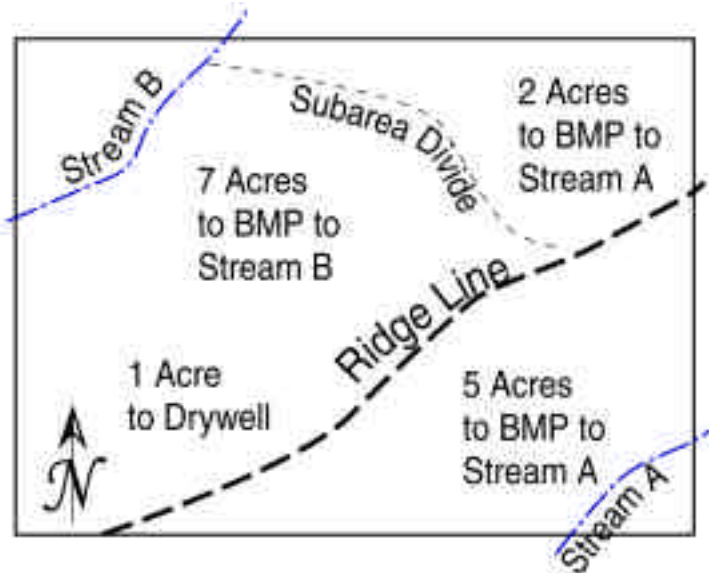 Stream B
Subarea Divide
2 Acres
to BMP to
Stream A
7 Acres
to BMP to
Stream B
Ridge Line
1 Acre
to Drywell
5 Acres
to BMP to
Stream A
N
Stream A